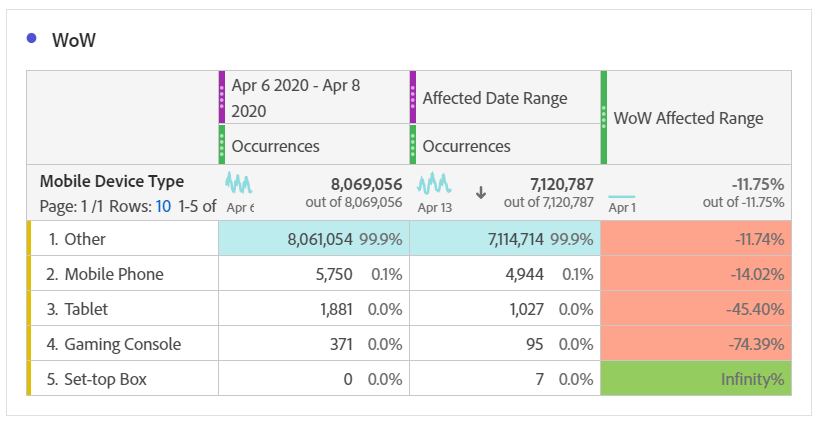 WoW
Apr 6 2020 - Apr 8
2020
Affected Date Range
WoW Affected Range
Occurrences
Occurrences
Mobile Device Type
Page: 1 /1 Rows: 10 1-5 of
Apr 6
8,069,056
out of 8,069,056
Apr 13
7,120,787
out of 7,120,787
Apr 1
-11.75%
out of -11.75%
1. Other 8,061,054 99.9% 7,114,714 99.9% -11.74%
2. Mobile Phone 5,750 0.1% 4,944 0.1% -14.02%
3. Tablet 1,881 0.0% 1,027 0.0% -45.40%
4. Gaming Console 371 0.0% 95 0.0% -74.39%
5. Set-top Box 0 0.0% 7 0.0% Infinity%